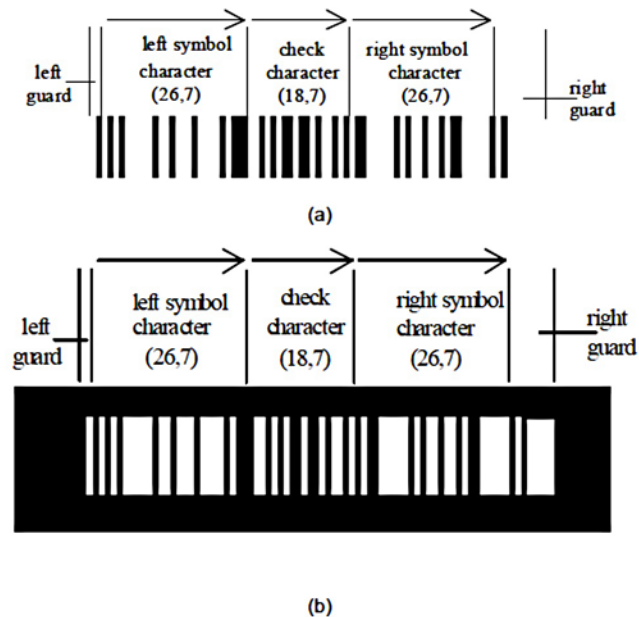 left symbol
character
(26,7)
check
character
(18,7)
right symbol
character
(26,7)
left
guard
right
guard
(a)
left symbol
character
(26,7)
check
character
(18,7)
right symbol
character
(26,7)
left
guard
right
guard
(b)